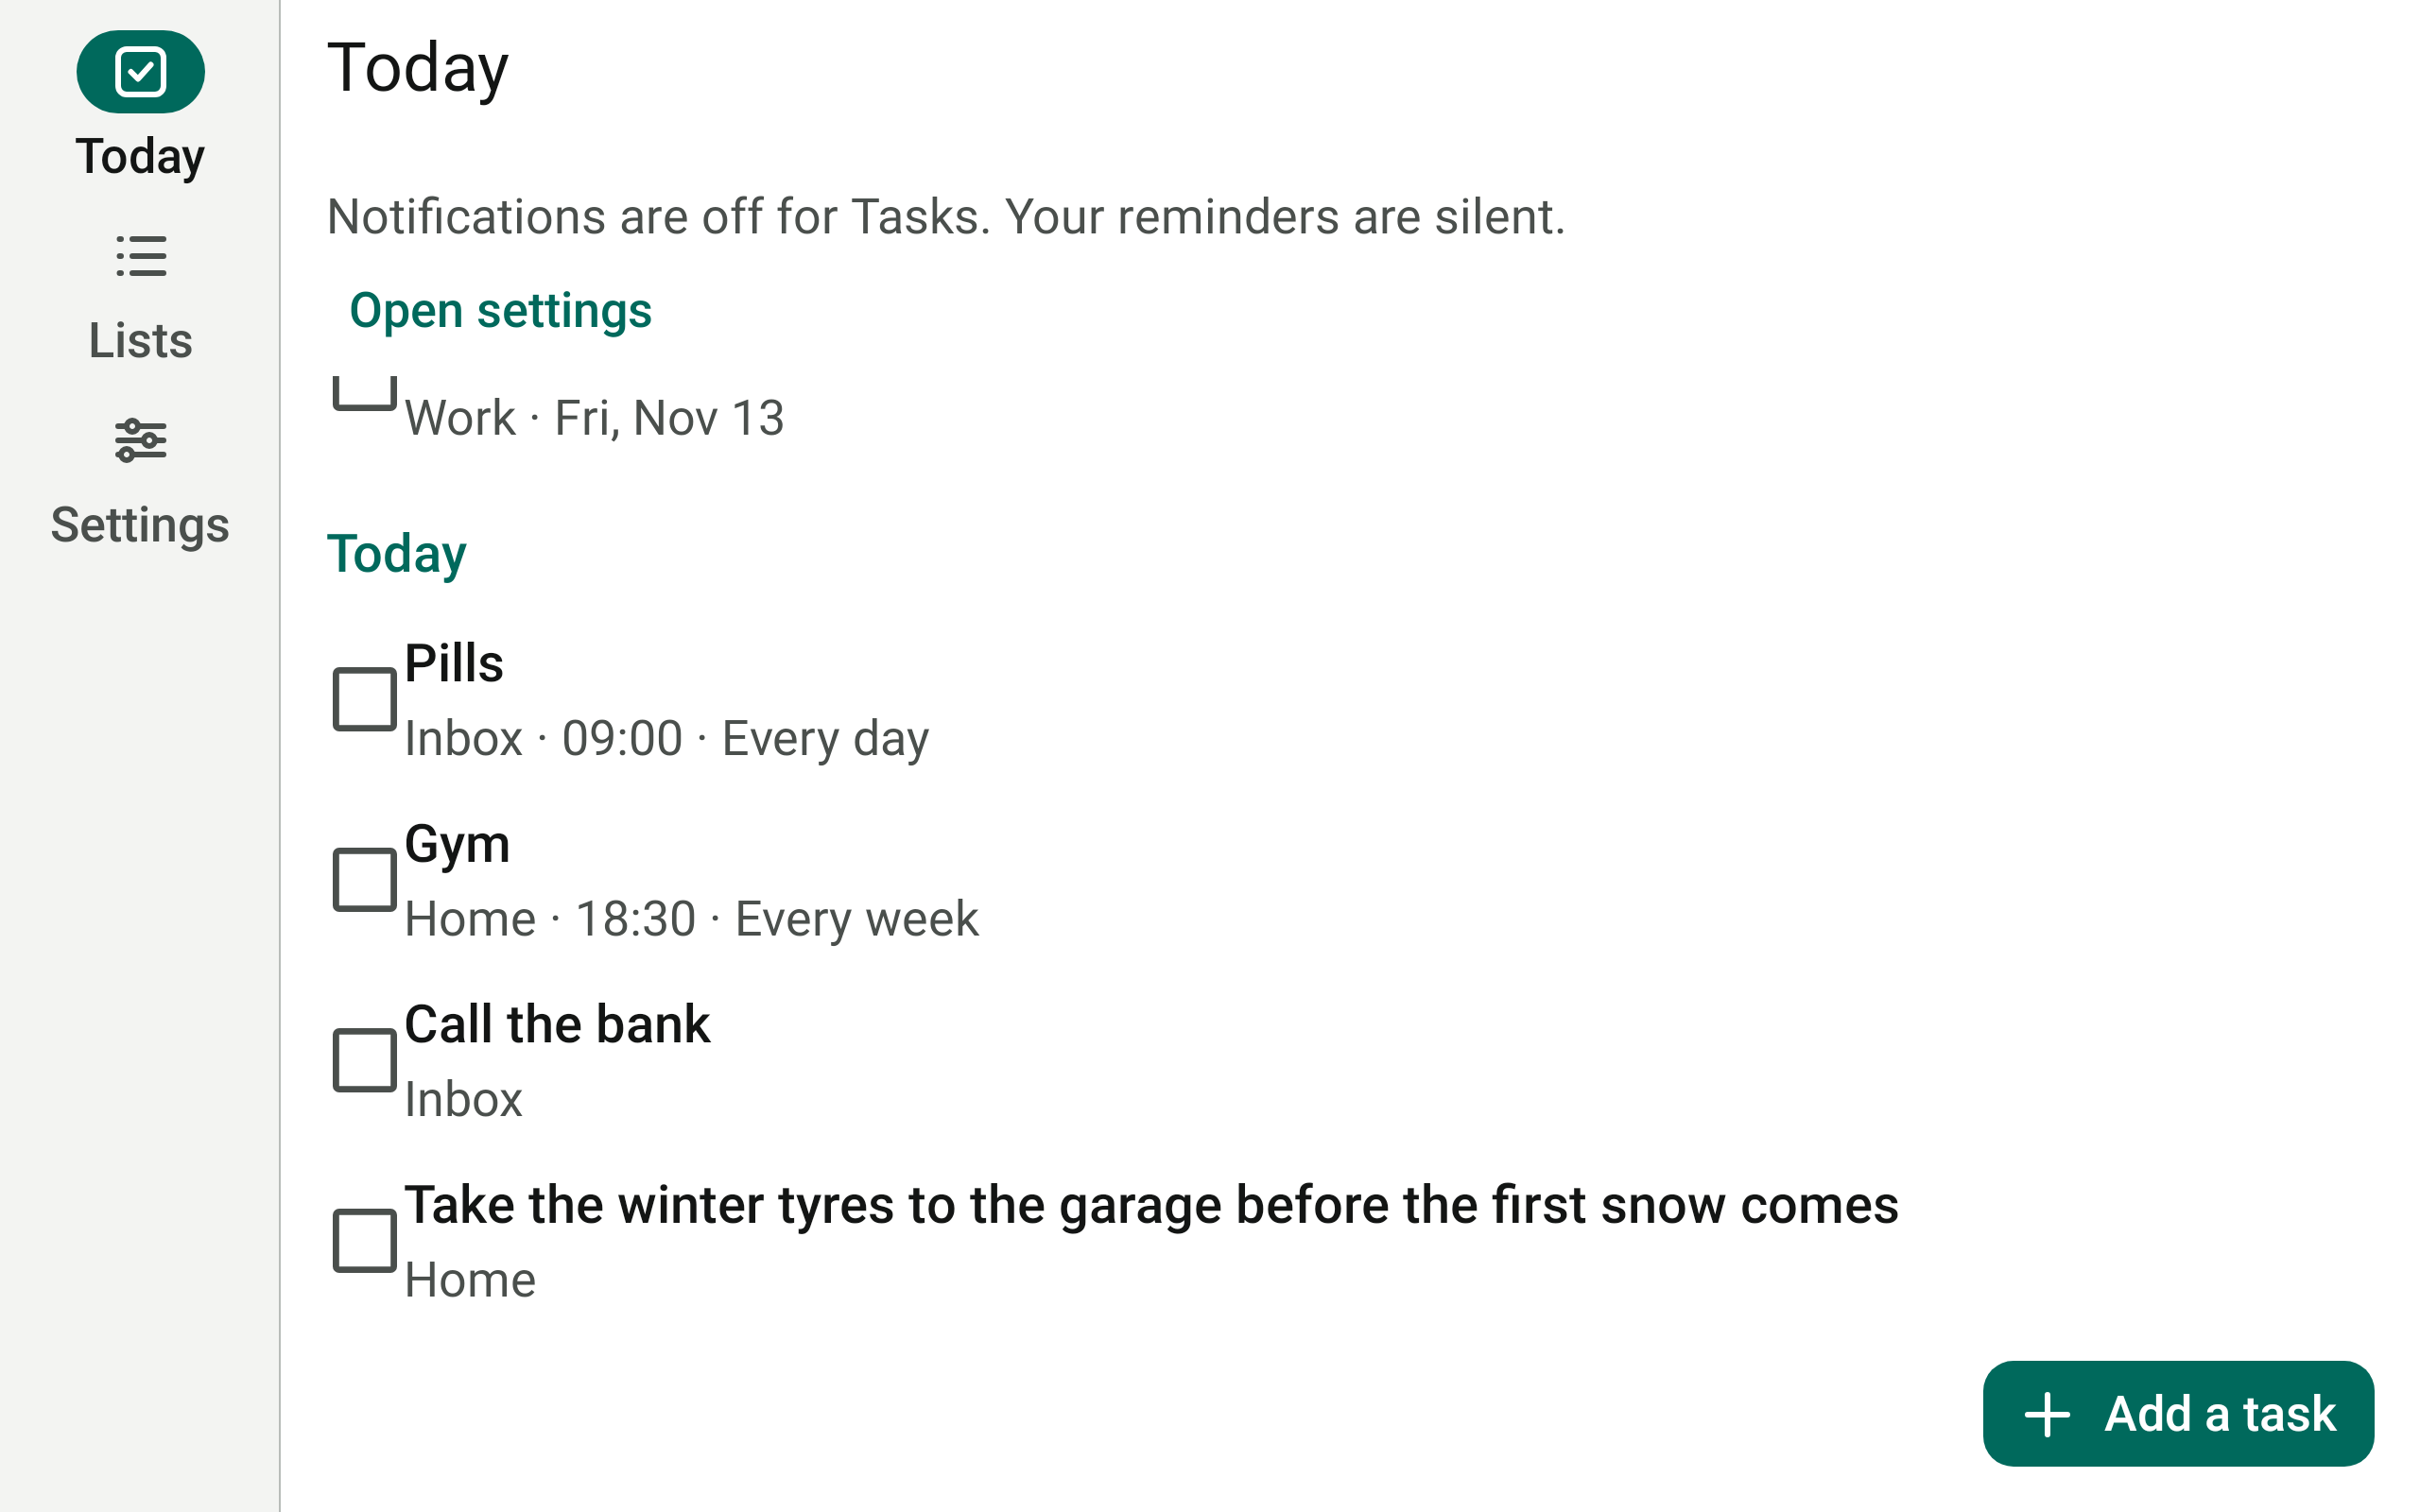 Today
Lists
Settings
Today
Notifications are off for Tasks. Your reminders are silent.
Open settings
Work · Fri, Nov 13
Today
Pills
Inbox · 09:00 · Every day
Gym
Home · 18:30 · Every week
Call the bank
Inbox
Take the winter tyres to the garage before the first snow comes
Home
Add a task